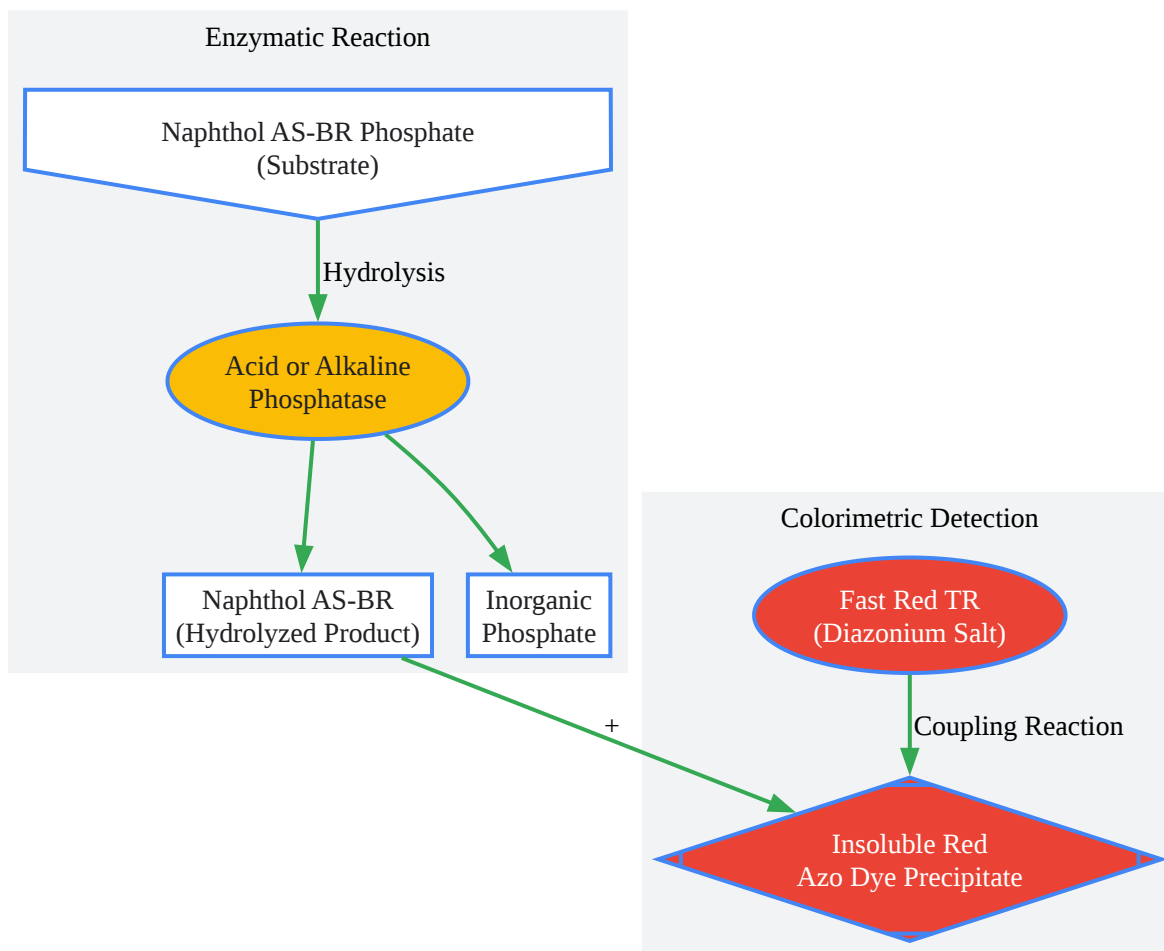 Enzymatic Reaction
Naphthol AS-BR Phosphate
(Substrate)
Hydrolysis
Acid or Alkaline
Phosphatase
Naphthol AS-BR
(Hydrolyzed Product)
Inorganic
Phosphate
+
Colorimetric Detection
Fast Red TR
(Diazonium Salt)
Coupling Reaction
Insoluble Red
Azo Dye Precipitate